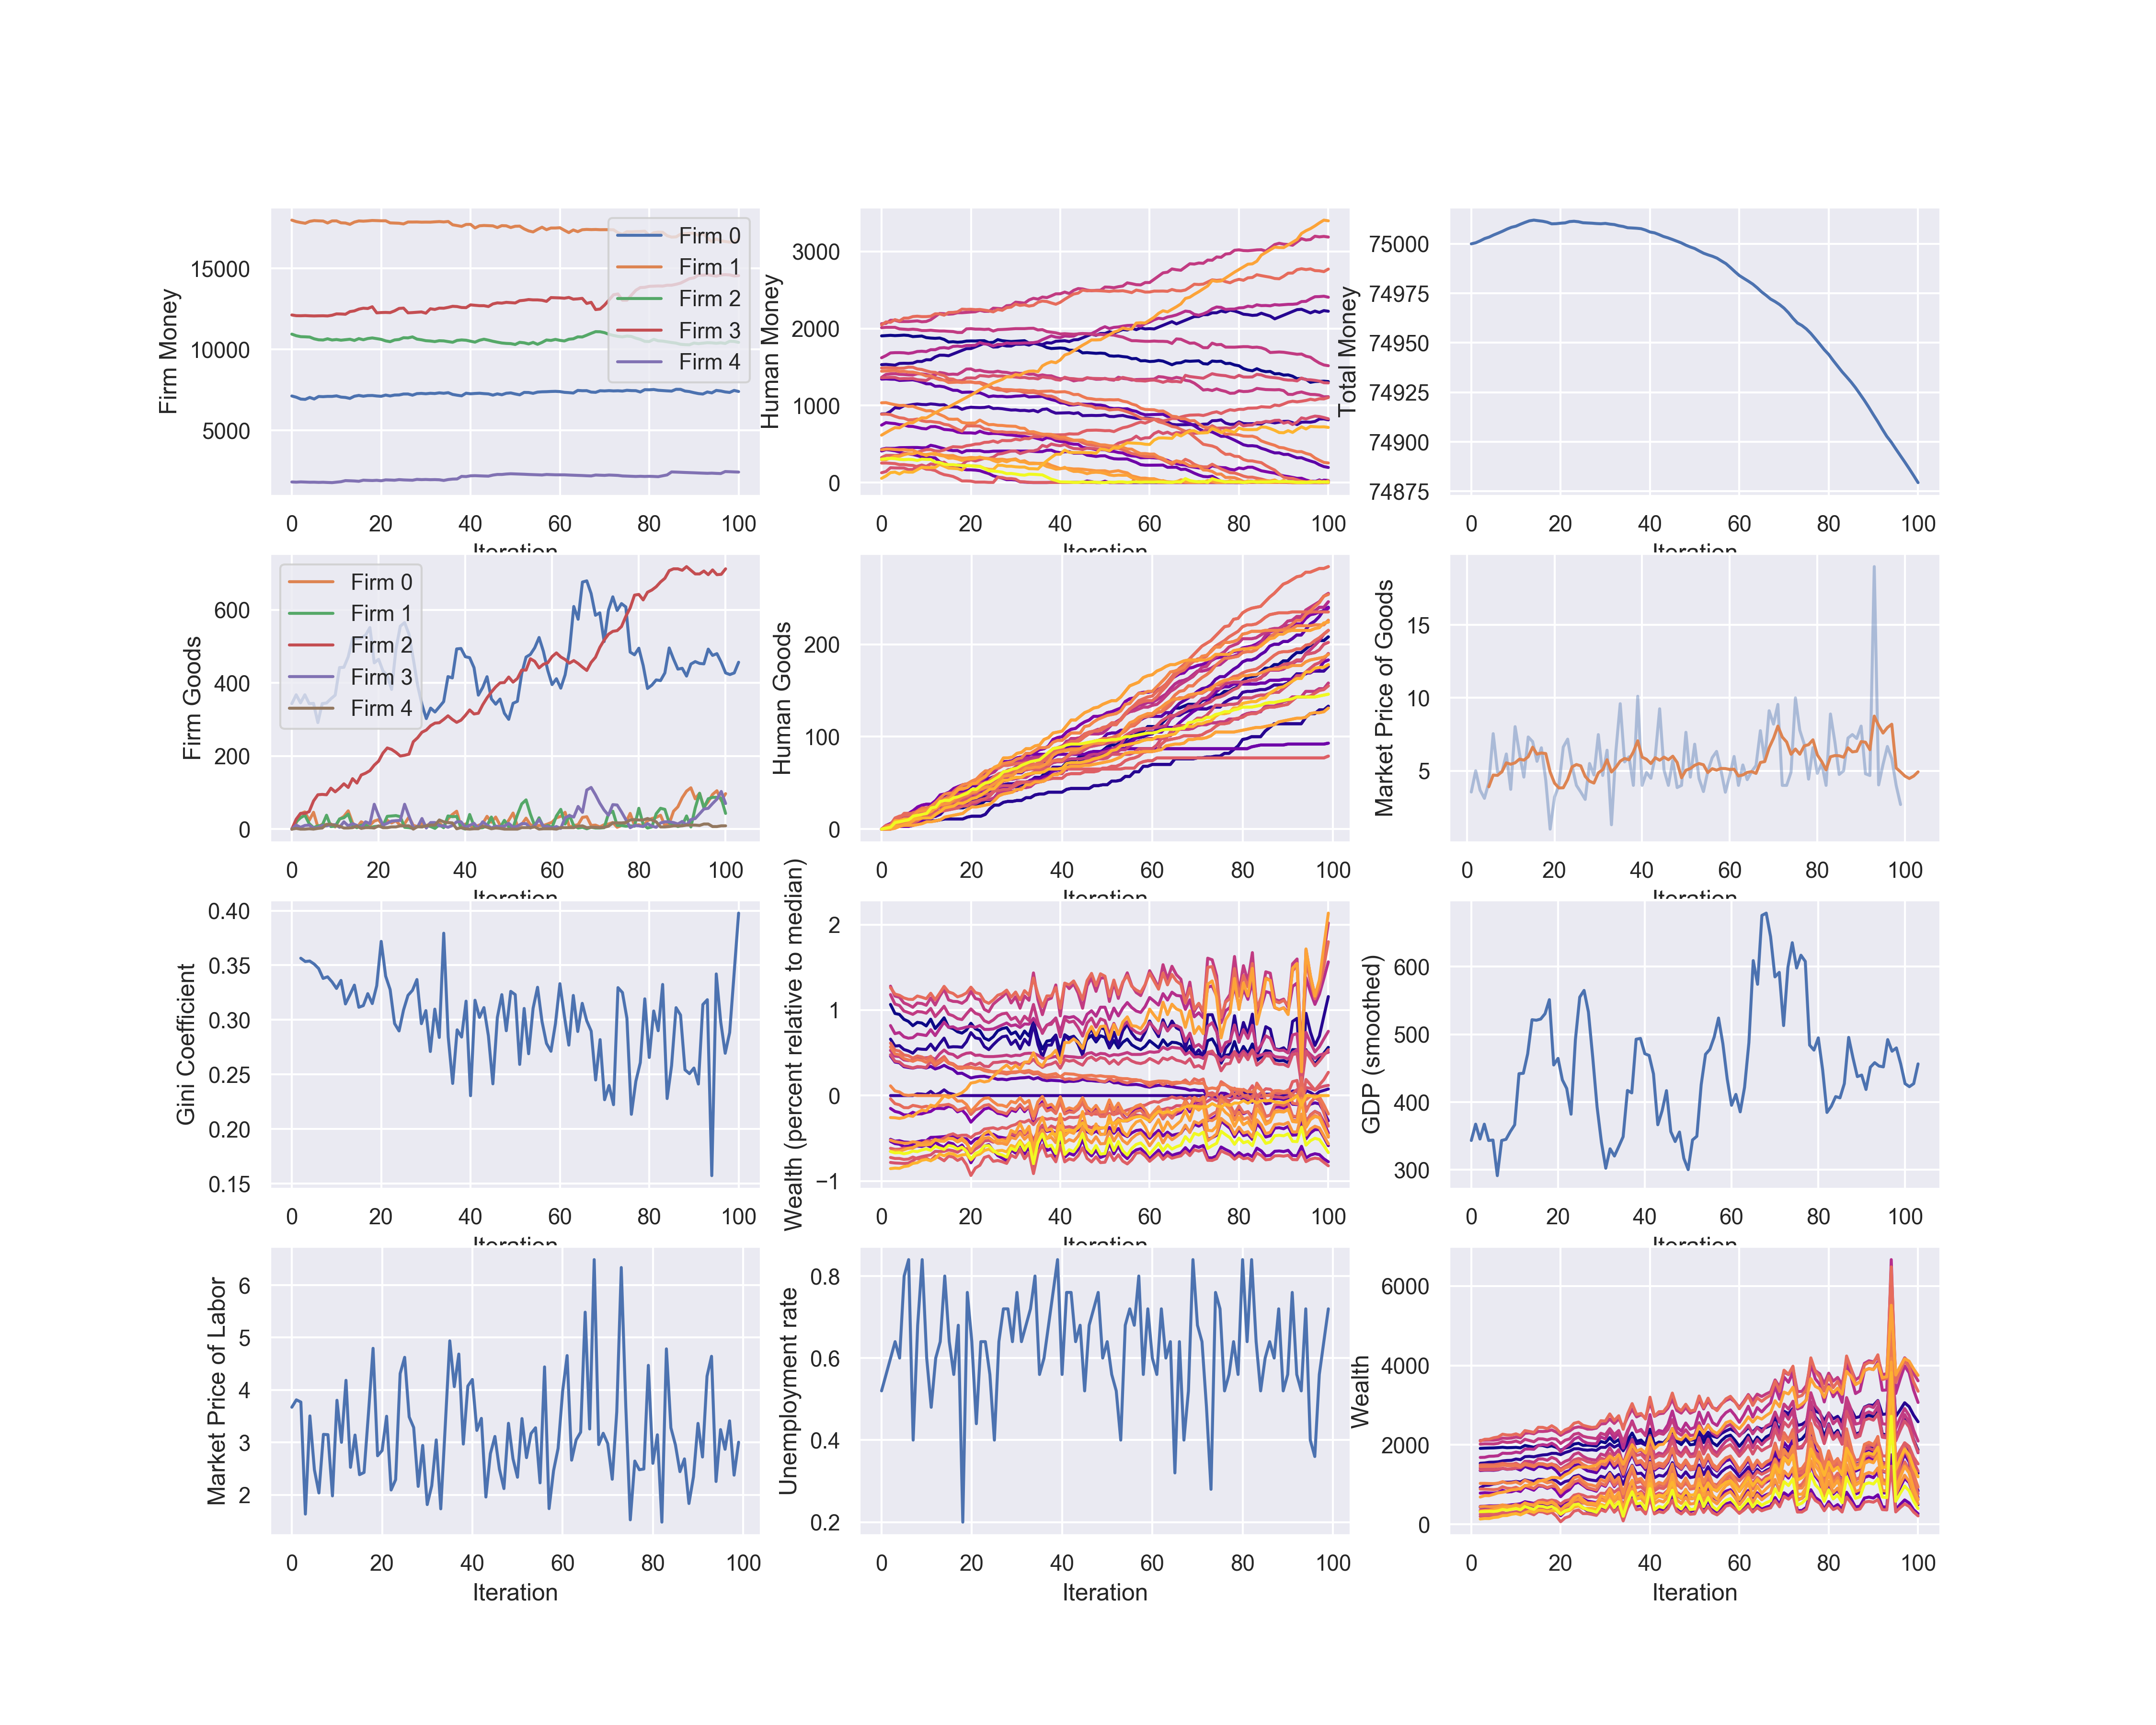 Firm Money
15000
10000
5000
0 20 40 60 80 100
Iteration
Firm 0
Firm 1
Firm 2
Firm 3
Firm 4
Human Money
3000
2000
1000
0
0 20 40 60 80 100
Iteration
Total Money
75000
74975
74950
74925
74900
74875
0 20 40 60 80 100
Iteration
Firm Goods
600
400
200
0
0 20 40 60 80 100
Iteration
Firm 0
Firm 1
Firm 2
Firm 3
Firm 4
Human Goods
200
100
0
0 20 40 60 80 100
Iteration
Market Price of Goods
15
10
5
0 20 40 60 80 100
Iteration
Gini Coefficient
0.40
0.35
0.30
0.25
0.20
0.15
0 20 40 60 80 100
Iteration
Wealth (percent relative to median)
2
1
0
−1
0 20 40 60 80 100
Iteration
GDP (smoothed)
600
500
400
300
0 20 40 60 80 100
Iteration
Market Price of Labor
6
5
4
3
2
0 20 40 60 80 100
Iteration
Unemployment rate
0.8
0.6
0.4
0.2
0 20 40 60 80 100
Iteration
Wealth
6000
4000
2000
0
0 20 40 60 80 100
Iteration